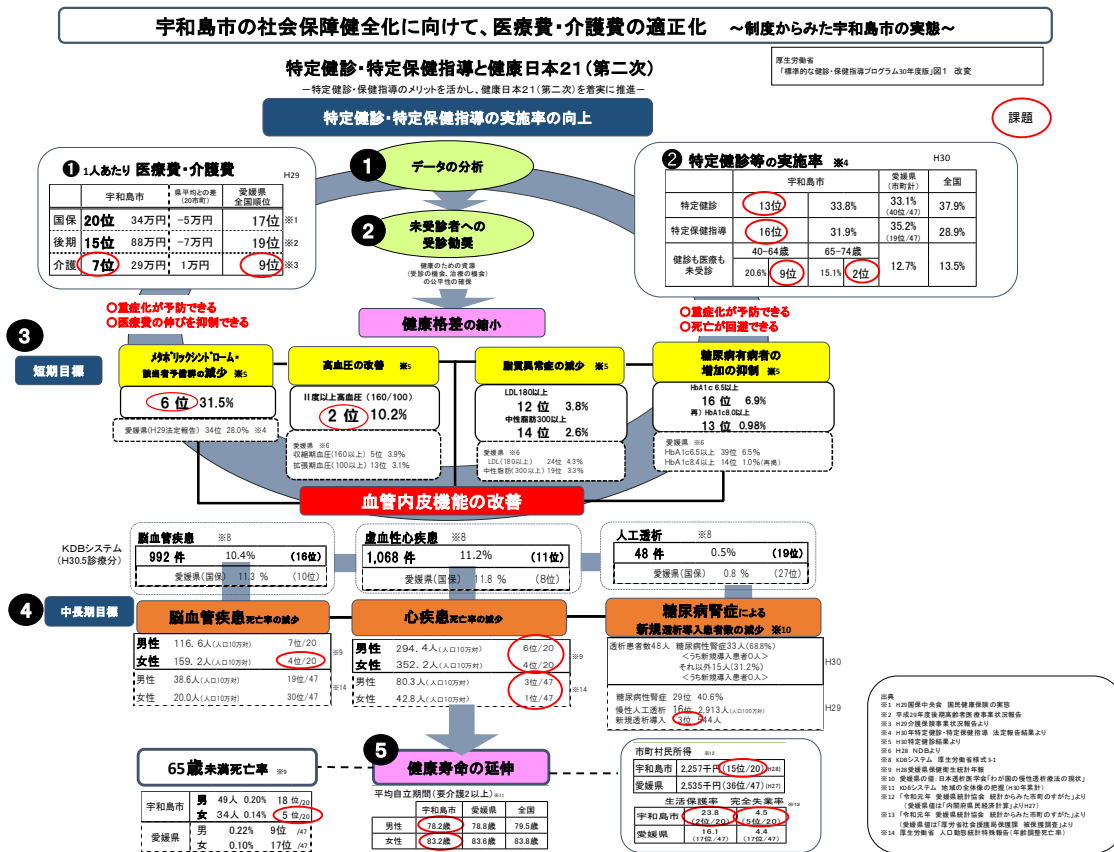 宇和島市の社会保障健全化に向けて、医療費・介護費の適正化 ～制度からみた宇和島市の実態～
特定健診・特定保健指導と健康日本21(第二次)
－特定健診・保健指導のメリットを活かし、健康日本21(第二次)を着実に推進－
厚生労働省
「標準的な健診・保健指導プログラム30年度版」図1 改変
特定健診・特定保健指導の実施率の向上
課題
❶ 1人あたり 医療費・介護費 H29
宇和島市 県平均との差(20市町) 愛媛県全国順位
国保 20位 34万円 -5万円 17位 ※1
後期 15位 88万円 -7万円 19位 ※2
介護 7位 29万円 1万円 9位 ※3
○重症化が予防できる
○医療費の伸びを抑制できる
1 データの分析
2 未受診者への
受診勧奨
健康のための資源
(受診の機会、治療の機会)
の公平性の確保
健康格差の縮小
❷ 特定健診等の実施率 ※4 H30
宇和島市 愛媛県(市町計) 全国
特定健診 13位 33.8% 33.1%(40位/47) 37.9%
特定保健指導 16位 31.9% 35.2%(19位/47) 28.9%
健診も医療も未受診 40-64歳 65-74歳
20.6% 9位 15.1% 2位 12.7% 13.5%
○重症化が予防できる
○死亡が回避できる
3
短期目標
メタボリックシンドローム・
該当者予備群の減少 ※5
6 位 31.5%
愛媛県(H29法定報告) 34位 28.0% ※4
高血圧の改善 ※5
Ⅱ度以上高血圧(160/100)
2 位 10.2%
愛媛県 ※6
収縮期血圧(160以上) 5位 3.9%
拡張期血圧(100以上) 13位 3.1%
脂質異常症の減少 ※5
LDL180以上
12 位 3.8%
中性脂肪300以上
14 位 2.6%
愛媛県 ※6
LDL(180以上) 24位 4.3%
中性脂肪(300以上) 19位 3.3%
糖尿病有病者の
増加の抑制 ※5
HbA1c 6.5以上
16 位 6.9%
再) HbA1c8.0以上
13 位 0.98%
愛媛県 ※6
HbA1c6.5以上 39位 6.5%
HbA1c8.4以上 14位 1.0%(再掲)
血管内皮機能の改善
KDBシステム
(H30.5診療分)
脳血管疾患 ※8
992 件 10.4% (16位)
愛媛県(国保) 11.3 % (10位)
虚血性心疾患 ※8
1,068 件 11.2% (11位)
愛媛県(国保) 11.8 % (8位)
人工透析 ※8
48 件 0.5% (19位)
愛媛県(国保) 0.8 % (27位)
4 中長期目標
脳血管疾患死亡率の減少
男性 116. 6人(人口10万対) 7位/20
女性 159. 2人(人口10万対) 4位/20
※9
男性 38.6人(人口10万対) 19位/47
女性 20.0人(人口10万対) 30位/47
※14
心疾患死亡率の減少
男性 294. 4人(人口10万対) 6位/20
女性 352. 2人(人口10万対) 4位/20
※9
男性 80.3人(人口10万対) 3位/47
女性 42.8人(人口10万対) 1位/47
※14
糖尿病腎症による
新規透析導入患者数の減少 ※10
透析患者数48人 糖尿病性腎症33人(68.8%)
<うち新規導入患者0人>
それ以外15人(31.2%)
<うち新規導入患者0人>
H30
糖尿病性腎症 29位 40.6%
慢性人工透析 16位 2,913人(人口100万対)
新規透析導入 3位 544人
H29
65歳未満死亡率 ※9
宇和島市 男 49人 0.20% 18 位/20
女 34人 0.14% 5 位/20
愛媛県 男 0.22% 9位 /47
女 0.10% 17位 /47
5 健康寿命の延伸
平均自立期間(要介護2以上)※11
宇和島市 愛媛県 全国
男性 78.2歳 78.8歳 79.5歳
女性 83.2歳 83.6歳 83.8歳
市町村民所得 ※12
宇和島市 2,257千円(15位/20)(H28)
愛媛県 2,535千円(36位/47)(H27)
生活保護率 完全失業率 ※13
宇和島市 23.8(2位/20) 4.5(5位/20)
愛媛県 16.1(17位/47) 4.4(17位/47)
出典
※1 H29国保中央会 国民健康保険の実態
※2 平成29年度後期高齢者医療事業状況報告
※3 H29介護保険事業状況報告より
※4 H30年特定健診・特定保健指導 法定報告結果より
※5 H30特定健診結果より
※6 H28 NDBより
※8 KDBシステム 厚生労働省様式3-1
※9 H28愛媛県保健衛生統計年報
※10 愛媛県の値：日本透析医学会「わが国の慢性透析療法の現状」
※11 KDBシステム 地域の全体像の把握(H30年累計)
※12 「令和元年 愛媛県統計協会 統計からみた市町のすがた」より
(愛媛県値は「内閣府県民経済計算」よりH27)
※13 「令和元年 愛媛県統計協会 統計からみた市町のすがた」より
(愛媛県値は「厚労省社会援護局保護課 被保護調査」より
※14 厚生労働省 人口動態統計特殊報告(年齢調整死亡率)